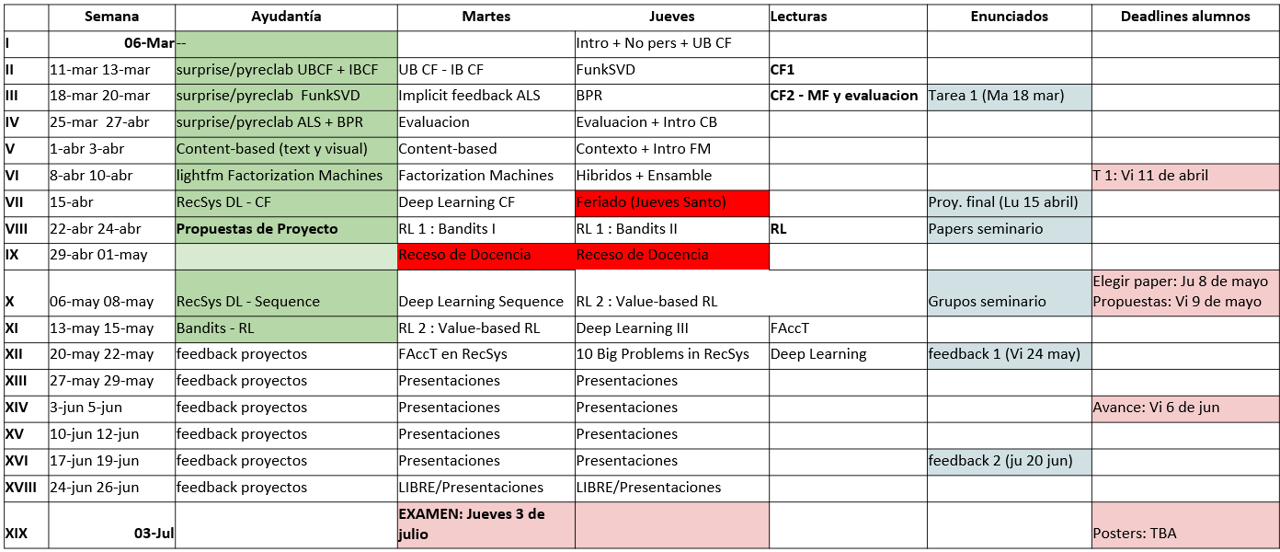 Semana Ayudantía Martes Jueves Lecturas Enunciados Deadlines alumnos
I 06-Mar -- Intro + No pers + UB CF
II 11-mar 13-mar surprise/pyreclab UBCF + IBCF UB CF - IB CF FunkSVD CF1
III 18-mar 20-mar surprise/pyreclab FunkSVD Implicit feedback ALS BPR CF2 - MF y evaluacion Tarea 1 (Ma 18 mar)
IV 25-mar 27-abr surprise/pyreclab ALS + BPR Evaluacion Evaluacion + Intro CB
V 1-abr 3-abr Content-based (text y visual) Content-based Contexto + Intro FM
VI 8-abr 10-abr lightfm Factorization Machines Factorization Machines Hibridos + Ensamble T 1: Vi 11 de abril
VII 15-abr RecSys DL - CF Deep Learning CF Feriado (Jueves Santo) Proy. final (Lu 15 abril)
VIII 22-abr 24-abr Propuestas de Proyecto RL 1 : Bandits I RL 1 : Bandits II RL Papers seminario
IX 29-abr 01-may Receso de Docencia Receso de Docencia
Elegir paper: Ju 8 de mayo
X 06-may 08-may RecSys DL - Sequence Deep Learning Sequence RL 2 : Value-based RL Grupos seminario Propuestas: Vi 9 de mayo
XI 13-may 15-may Bandits - RL RL 2 : Value-based RL Deep Learning III FAccT
XII 20-may 22-may feedback proyectos FAccT en RecSys 10 Big Problems in RecSys Deep Learning feedback 1 (Vi 24 may)
XIII 27-may 29-may feedback proyectos Presentaciones Presentaciones
XIV 3-jun 5-jun feedback proyectos Presentaciones Presentaciones Avance: Vi 6 de jun
XV 10-jun 12-jun feedback proyectos Presentaciones Presentaciones
XVI 17-jun 19-jun feedback proyectos Presentaciones Presentaciones feedback 2 (ju 20 jun)
XVIII 24-jun 26-jun feedback proyectos LIBRE/Presentaciones LIBRE/Presentaciones
EXAMEN: Jueves 3 de
XIX 03-Jul julio Posters: TBA